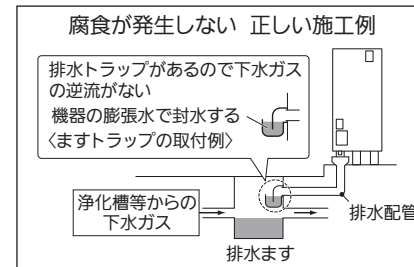 腐食が発生しない 正しい施工例
排水トラップがあるので下水ガス
の逆流がない
機器の膨張水で封水する
〈ますトラップの取付例〉
浄化槽等からの
下水ガス
排水配管
排水ます